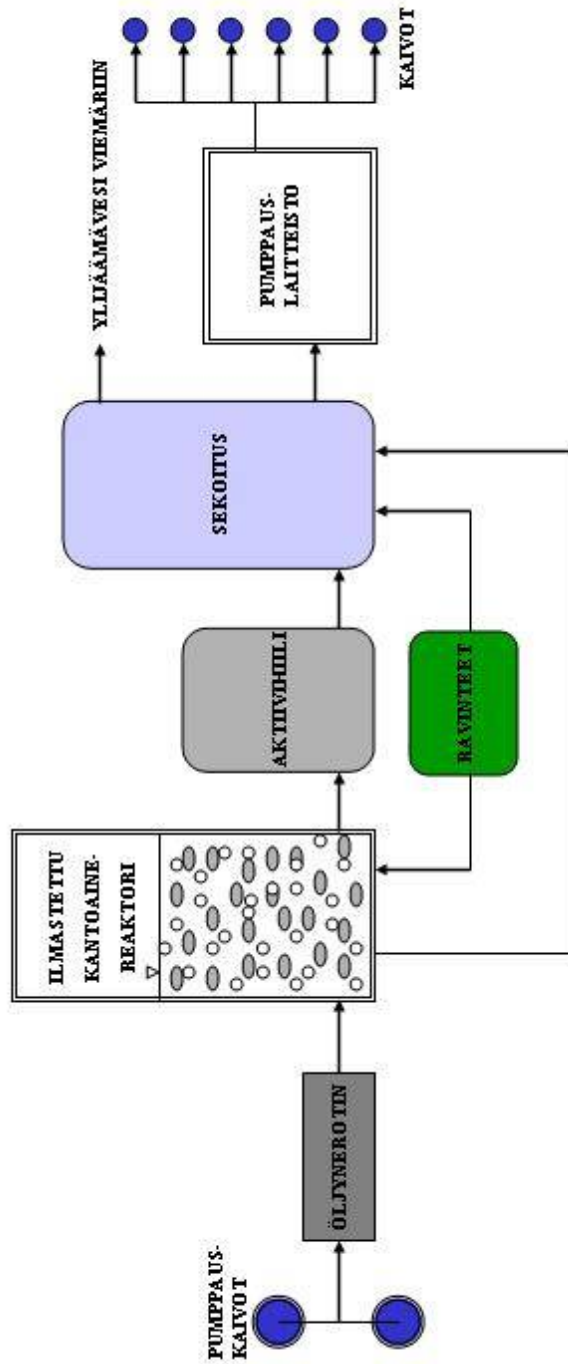 PUMPPAUS-
KAIVOT
ÖLJYNEROTIN
ILMASTETTU
KANTOAINE-
REAKTORI
AKTIIVIHIILI
RAVINTEET
SEKOITUS
YLIJÄÄMÄVESI VIEMÄRIIN
PUMPPAUS-
LAITTEISTO
KAIVOT